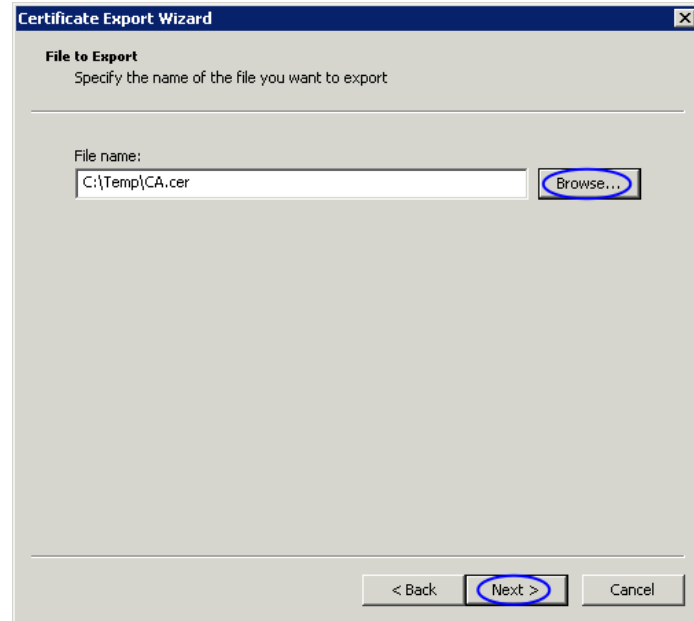 Certificate Export Wizard
File to Export
Specify the name of the file you want to export
File name:
C:\Temp\CA.cer
Browse...
< Back
Next >
Cancel